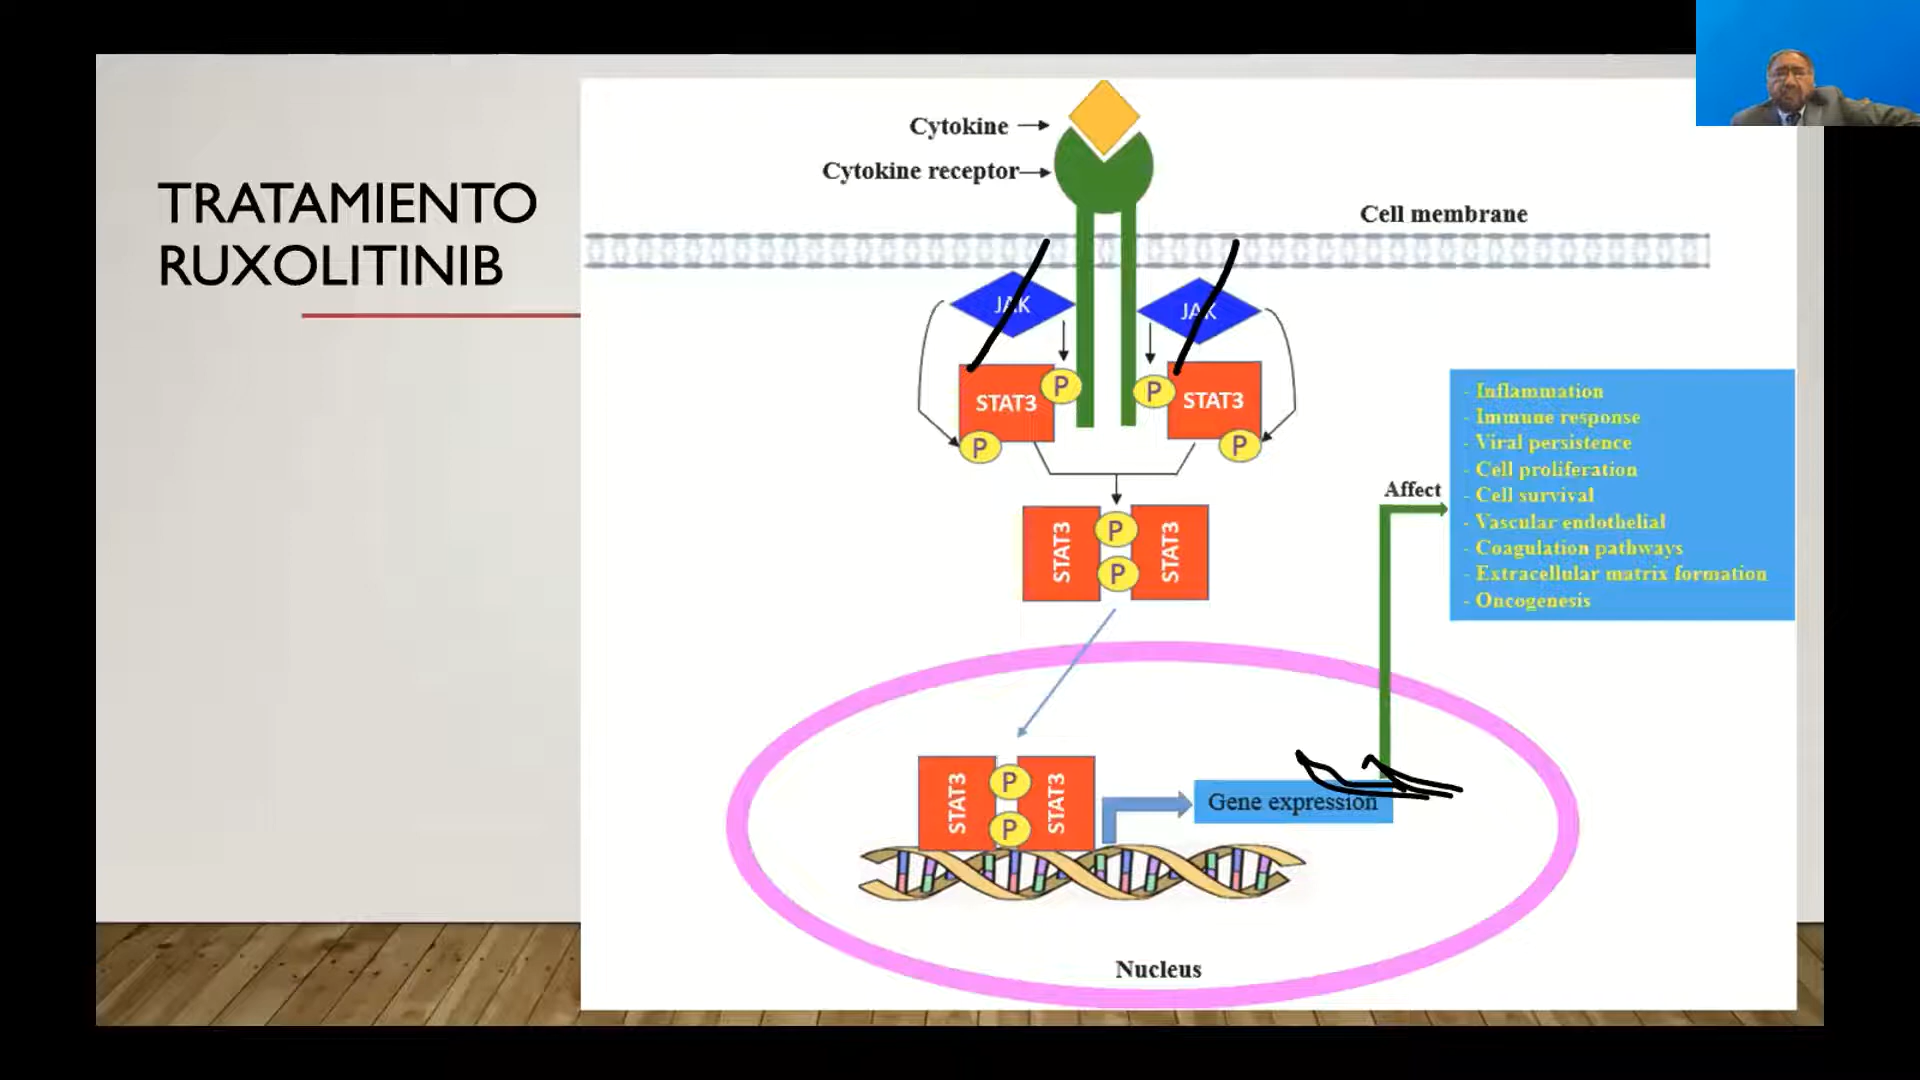 TRATAMIENTO
RUXOLITINIB
Cytokine
Cytokine receptor
Cell membrane
JAK
JAK
P
P
STAT3
STAT3
P
P
- Inflammation
- Immune response
- Viral persistence
- Cell proliferation
- Cell survival
- Vascular endothelial
- Coagulation pathways
- Extracellular matrix formation
- Oncogenesis
Affect
STAT3
P
P
STAT3
STAT3
P
P
STAT3
Gene expression
Nucleus